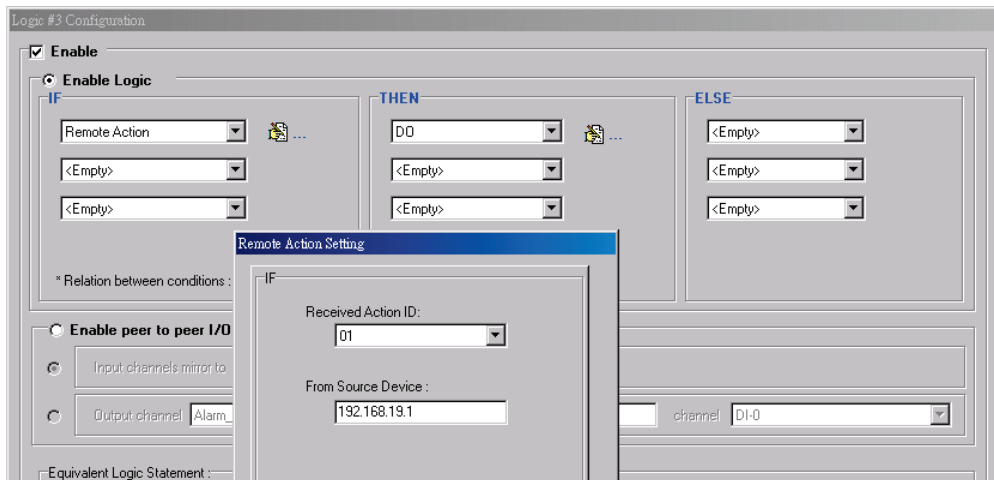 Logic #3 Configuration
Enable
Enable Logic
IF THEN ELSE
Remote Action ... DO ... <Empty>
<Empty> <Empty> <Empty>
<Empty> <Empty> <Empty>
Remote Action Setting
* Relation between conditions :
IF
Received Action ID:
01
Enable peer to peer I/O
Input channels mirror to
From Source Device :
192.168.19.1
Output channel Alarm_ channel DI-0
Equivalent Logic Statement :